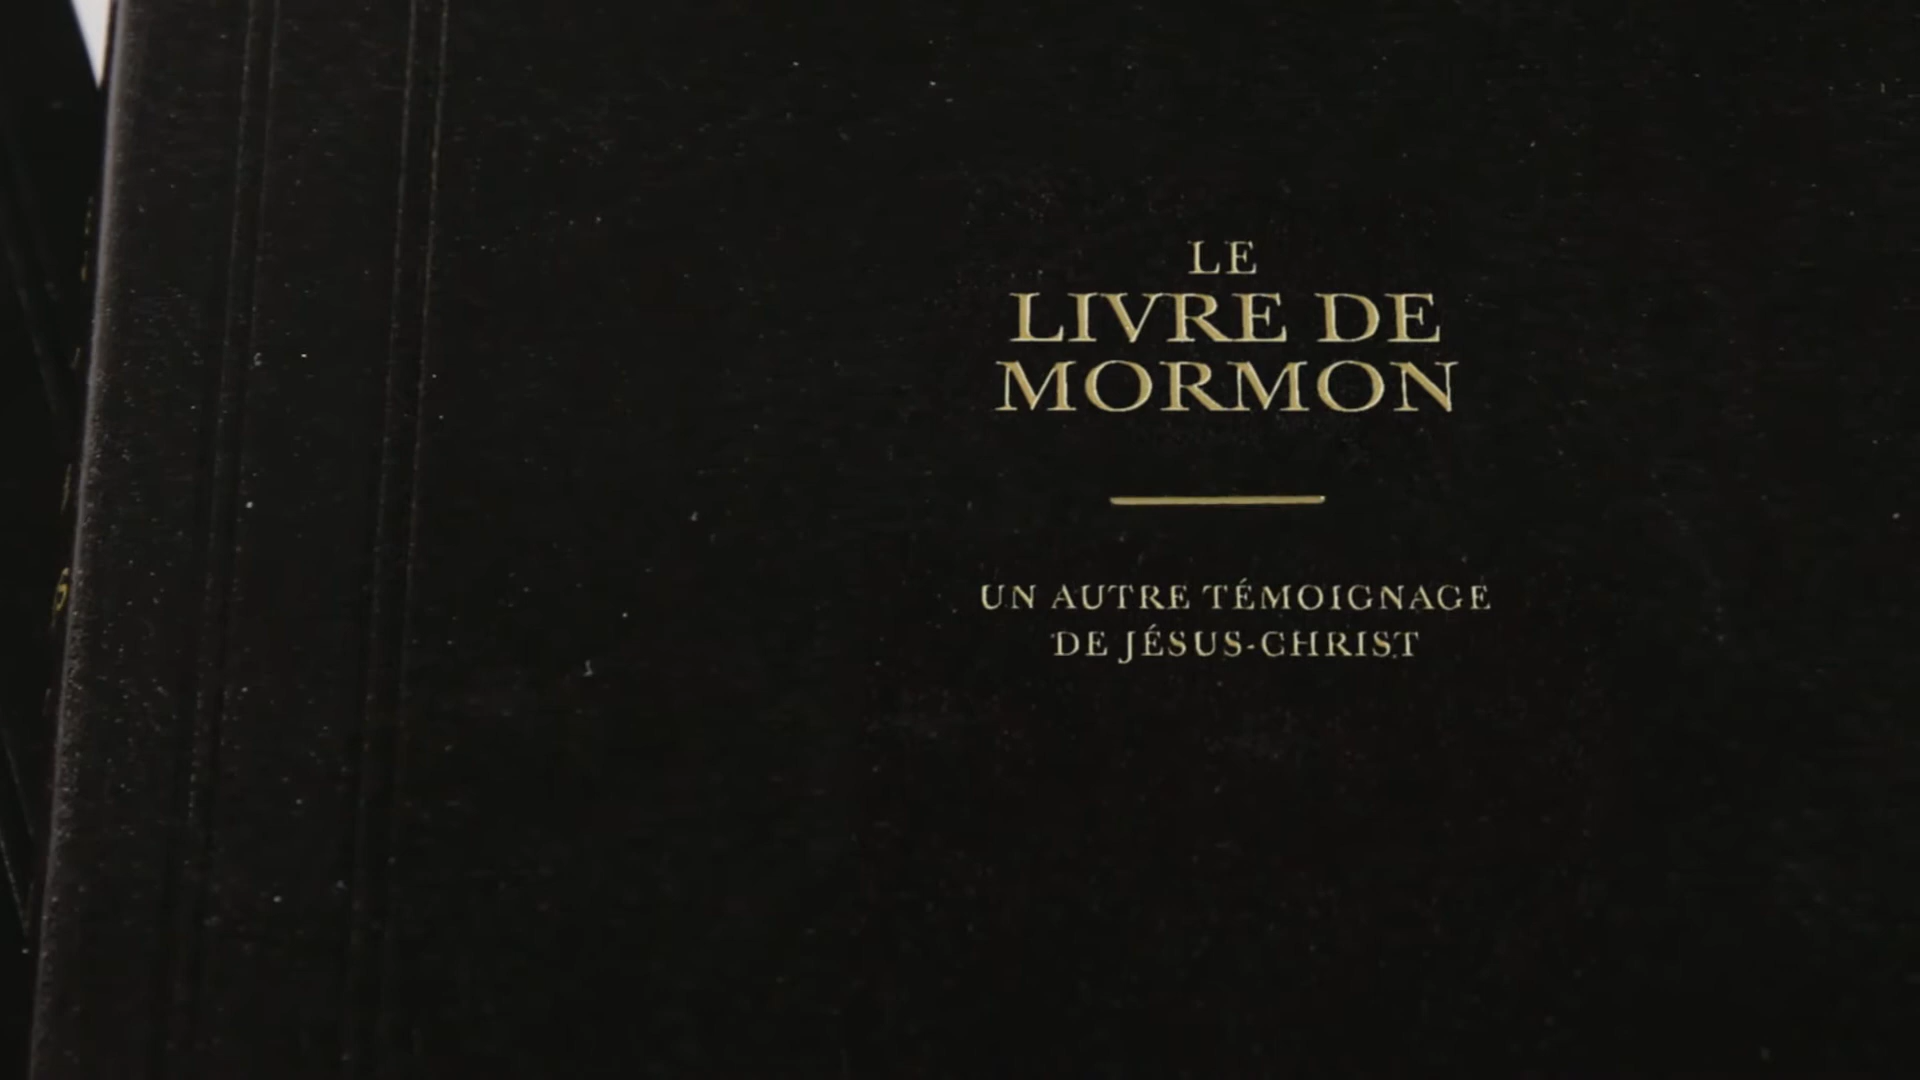 LE
LIVRE DE
MORMON
UN AUTRE TÉMOIGNAGE
DE JÉSUS-CHRIST